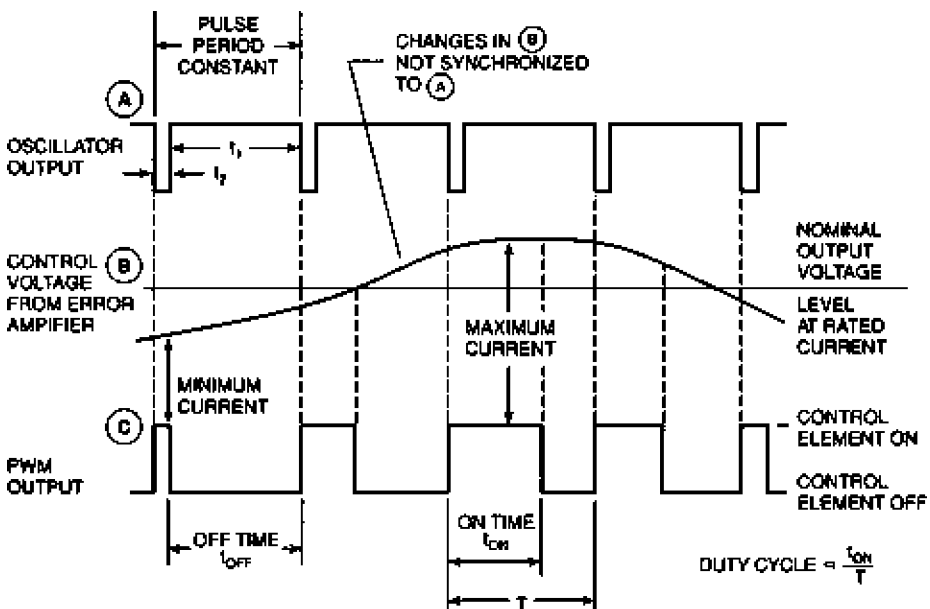 PULSE
PERIOD
CONSTANT
CHANGES IN B
NOT SYNCHRONIZED
TO A
A
OSCILLATOR
OUTPUT
t₁
t₂
CONTROL B
VOLTAGE
FROM ERROR
AMPIFIER
NOMINAL
OUTPUT
VOLTAGE
LEVEL
AT RATED
CURRENT
MAXIMUM
CURRENT
MINIMUM
CURRENT
C
PWM
OUTPUT
CONTROL
ELEMENT ON
CONTROL
ELEMENT OFF
OFF TIME
tOFF
ON TIME
tON
T
DUTY CYCLE = tON
T